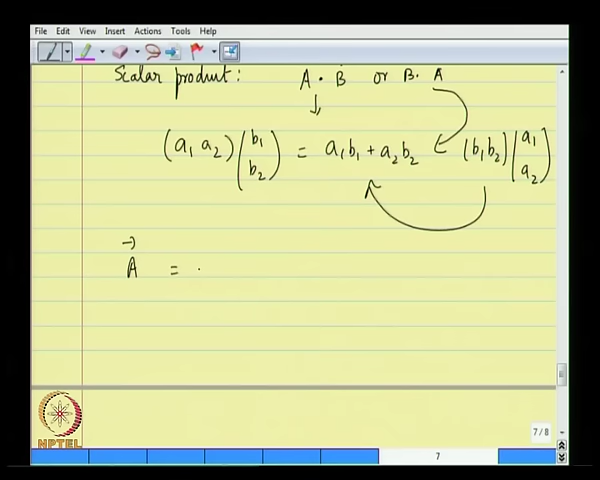 File Edit View Insert Actions Tools Help
Scalar product: A · B or B · A
↓
(a₁ a₂) (b₁ b₂) = a₁b₁ + a₂b₂ (b₁ b₂) (a₁ a₂)
A⃗ = ·
NPTEL
7/8
7